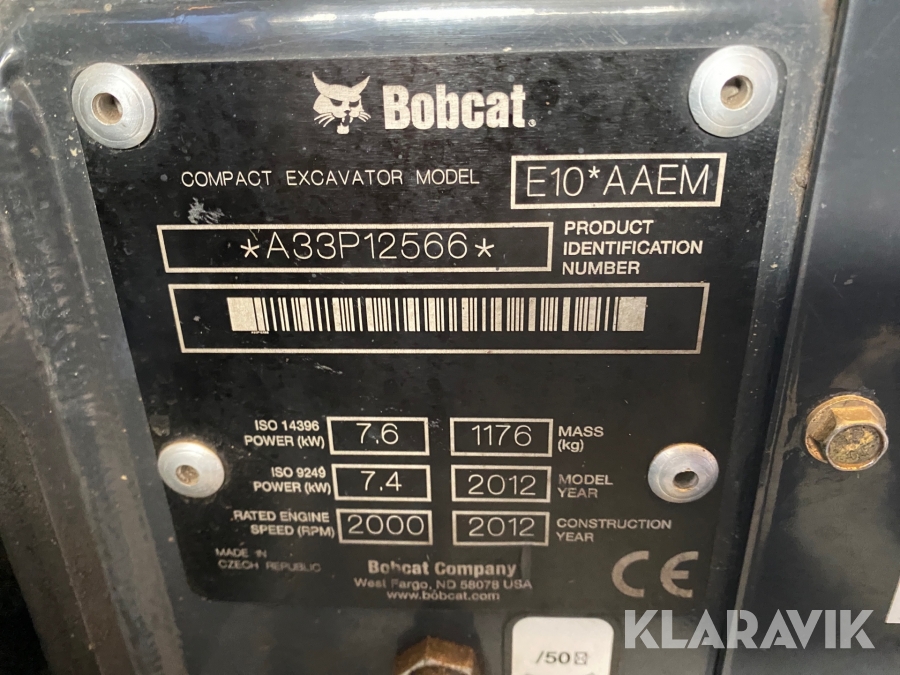 Bobcat.
COMPACT EXCAVATOR MODEL E10*AAEM
*A33P12566* PRODUCT IDENTIFICATION NUMBER
ISO 14396 POWER (kW) 7.6 1176 MASS (kg)
ISO 9249 POWER (kW) 7.4 2012 MODEL YEAR
RATED ENGINE SPEED (RPM) 2000 2012 CONSTRUCTION YEAR
MADE IN CZECH REPUBLIC
Bobcat Company
West Fargo, ND 58078 USA
www.bobcat.com
CE
/50
KLARAVIK